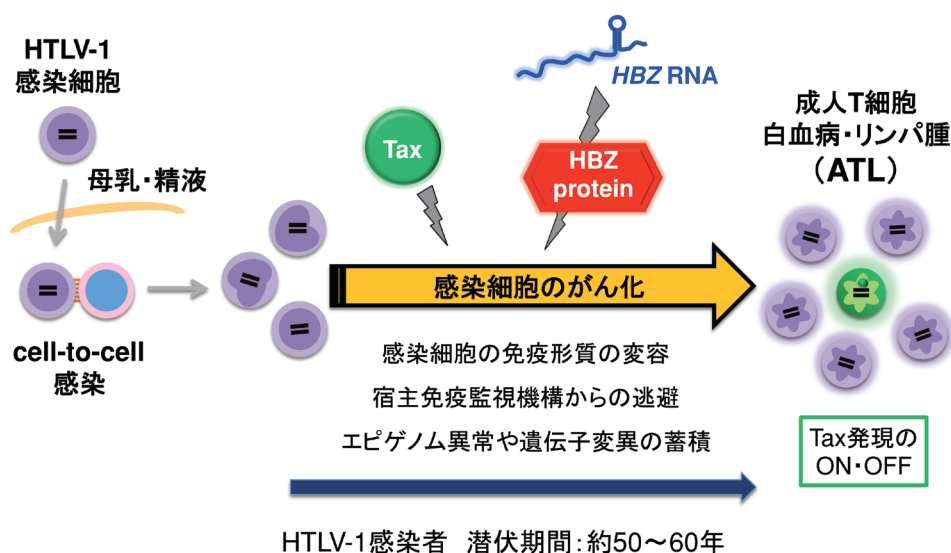 HTLV-1
感染細胞
母乳・精液
cell-to-cell
感染
Tax
HBZ RNA
HBZ
protein
感染細胞のがん化
感染細胞の免疫形質の変容
宿主免疫監視機構からの逃避
エピゲノム異常や遺伝子変異の蓄積
HTLV-1感染者 潜伏期間：約50～60年
成人T細胞
白血病・リンパ腫
（ATL）
Tax発現の
ON・OFF